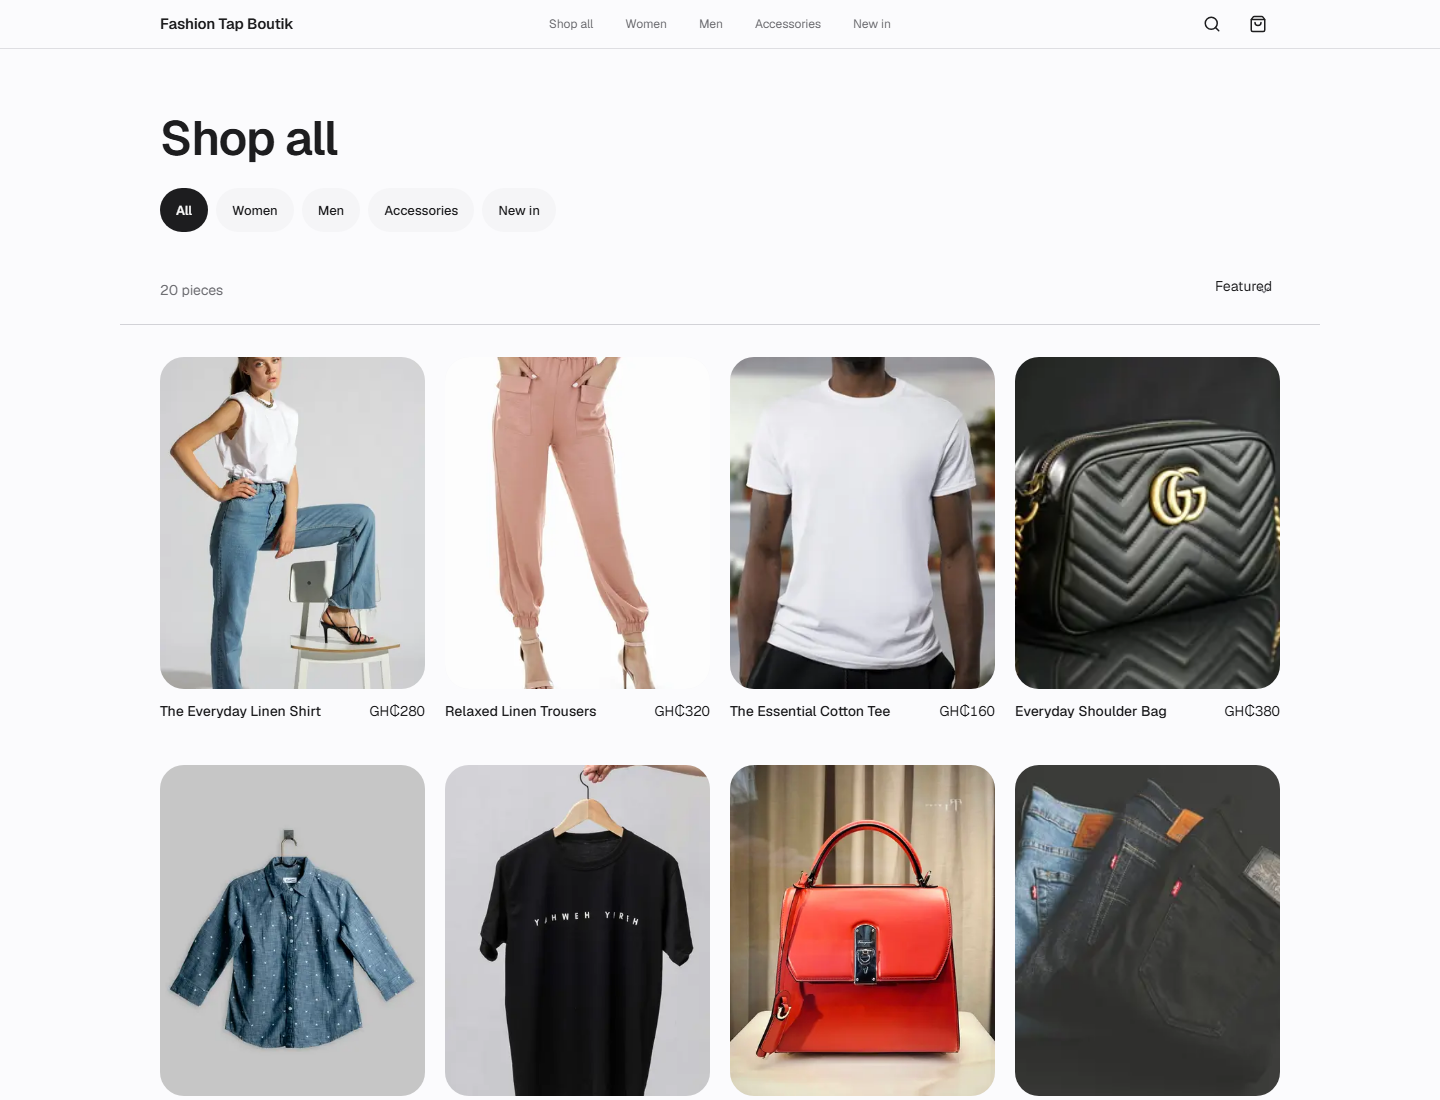 Fashion Tap Boutik
Shop all
Women
Men
Accessories
New in
Shop all
All
Women
Men
Accessories
New in
20 pieces
Featured
The Everyday Linen Shirt
GH₵280
Relaxed Linen Trousers
GH₵320
The Essential Cotton Tee
GH₵160
Everyday Shoulder Bag
GH₵380
YAHWEH YIREH